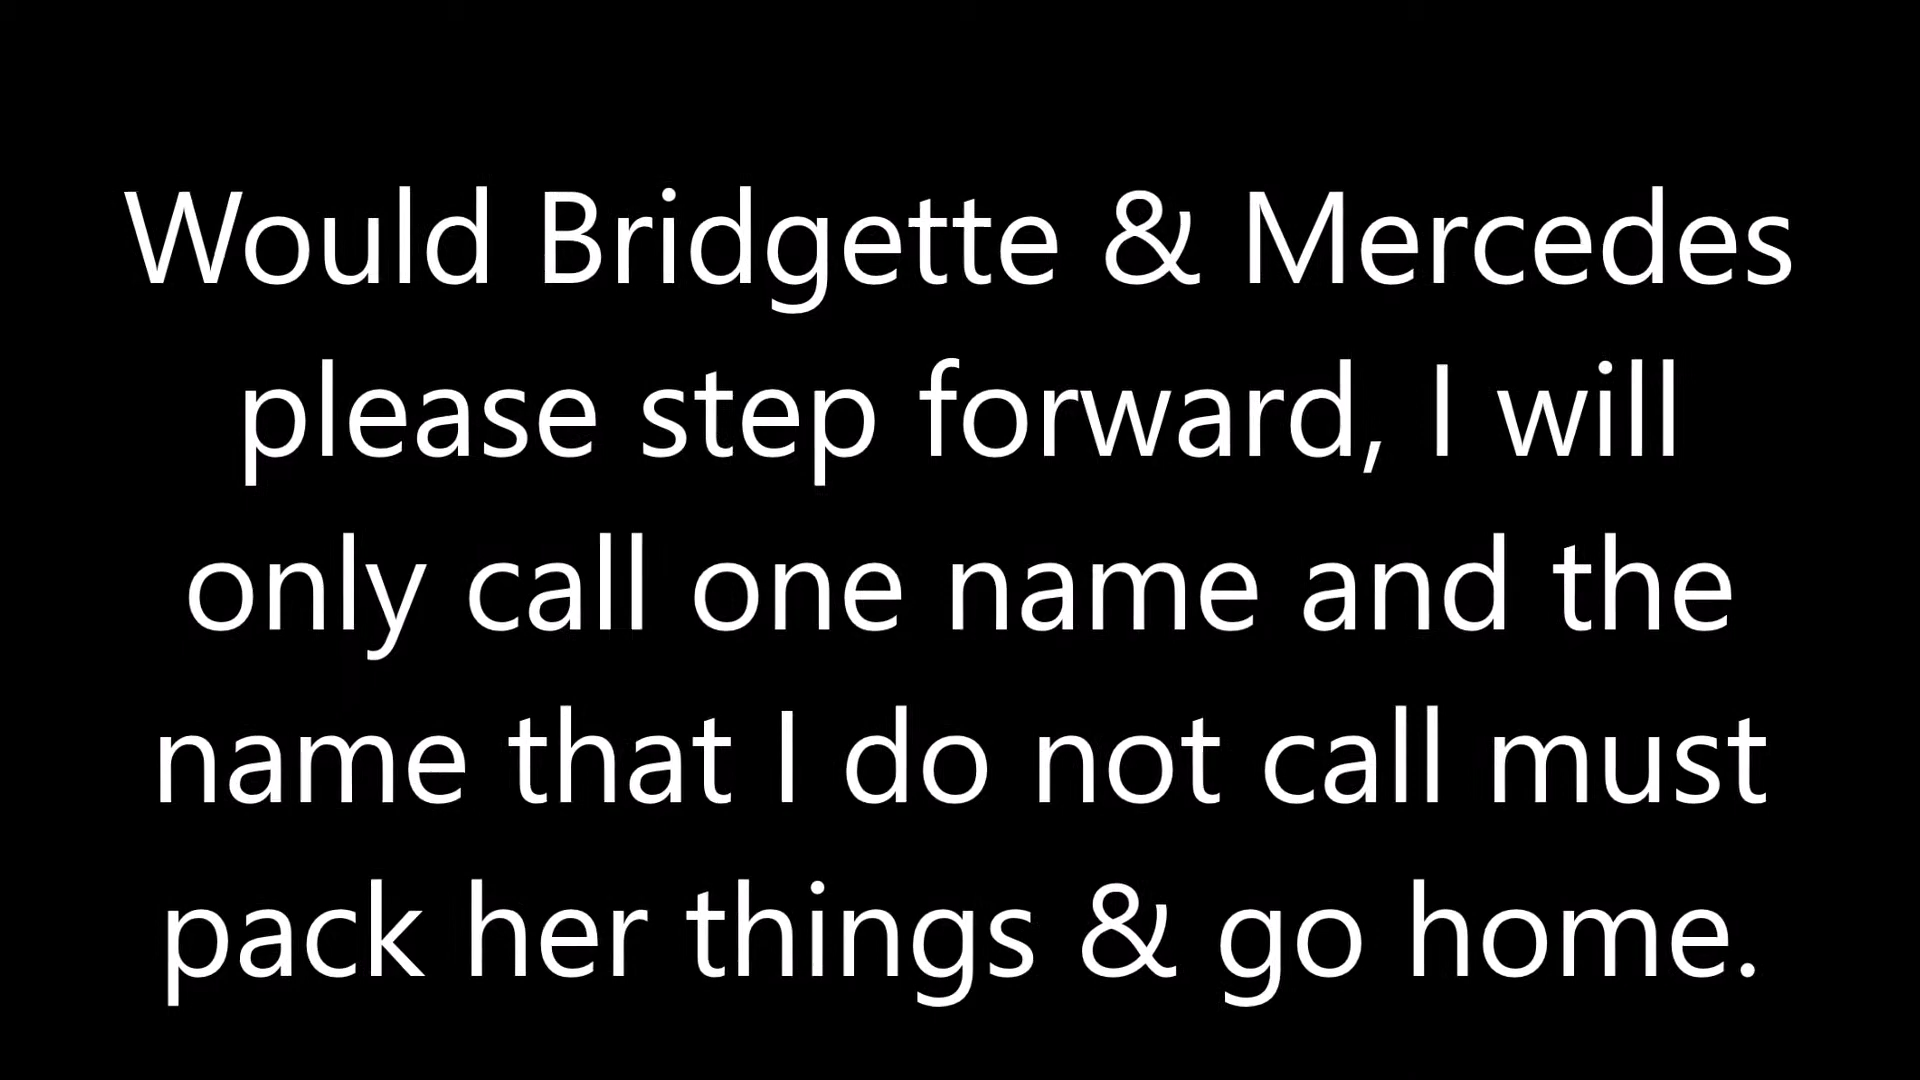 Would Bridgette & Mercedes
please step forward, I will
only call one name and the
name that I do not call must
pack her things & go home.